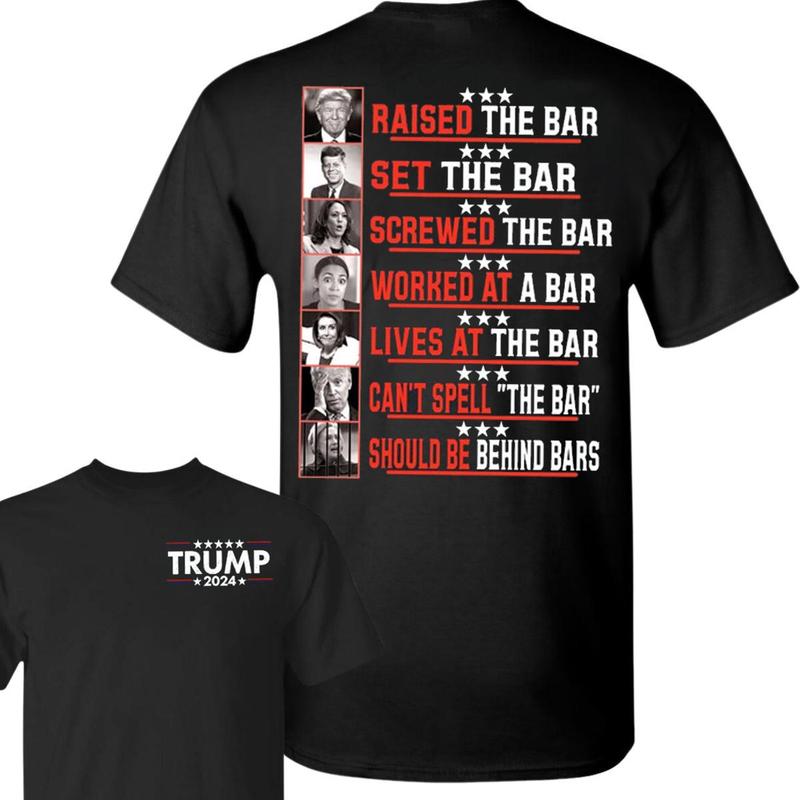 RAISED THE BAR
SET THE BAR
SCREWED THE BAR
WORKED AT A BAR
LIVES AT THE BAR
CAN'T SPELL "THE BAR"
SHOULD BE BEHIND BARS
TRUMP
2024